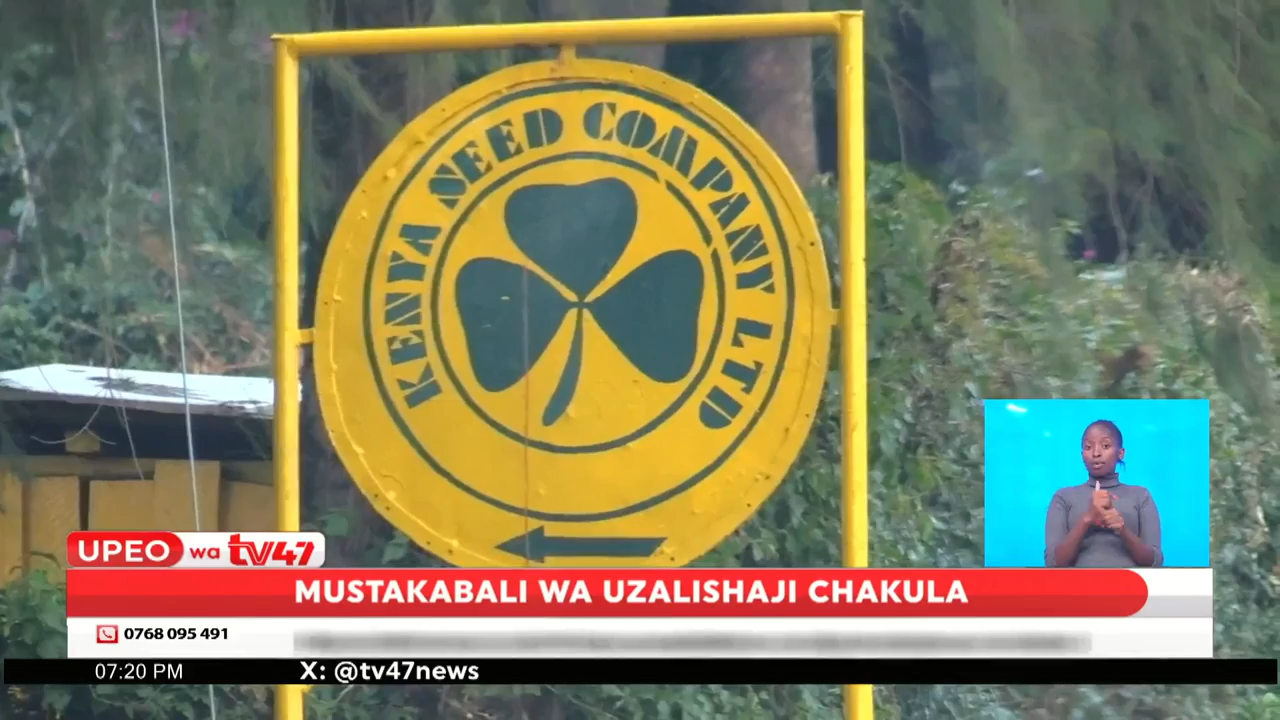 KENYA SEED COMPANY LTD
UPEO wa tv47
MUSTAKABALI WA UZALISHAJI CHAKULA
0768 095 491
07:20 PM
X: @tv47news